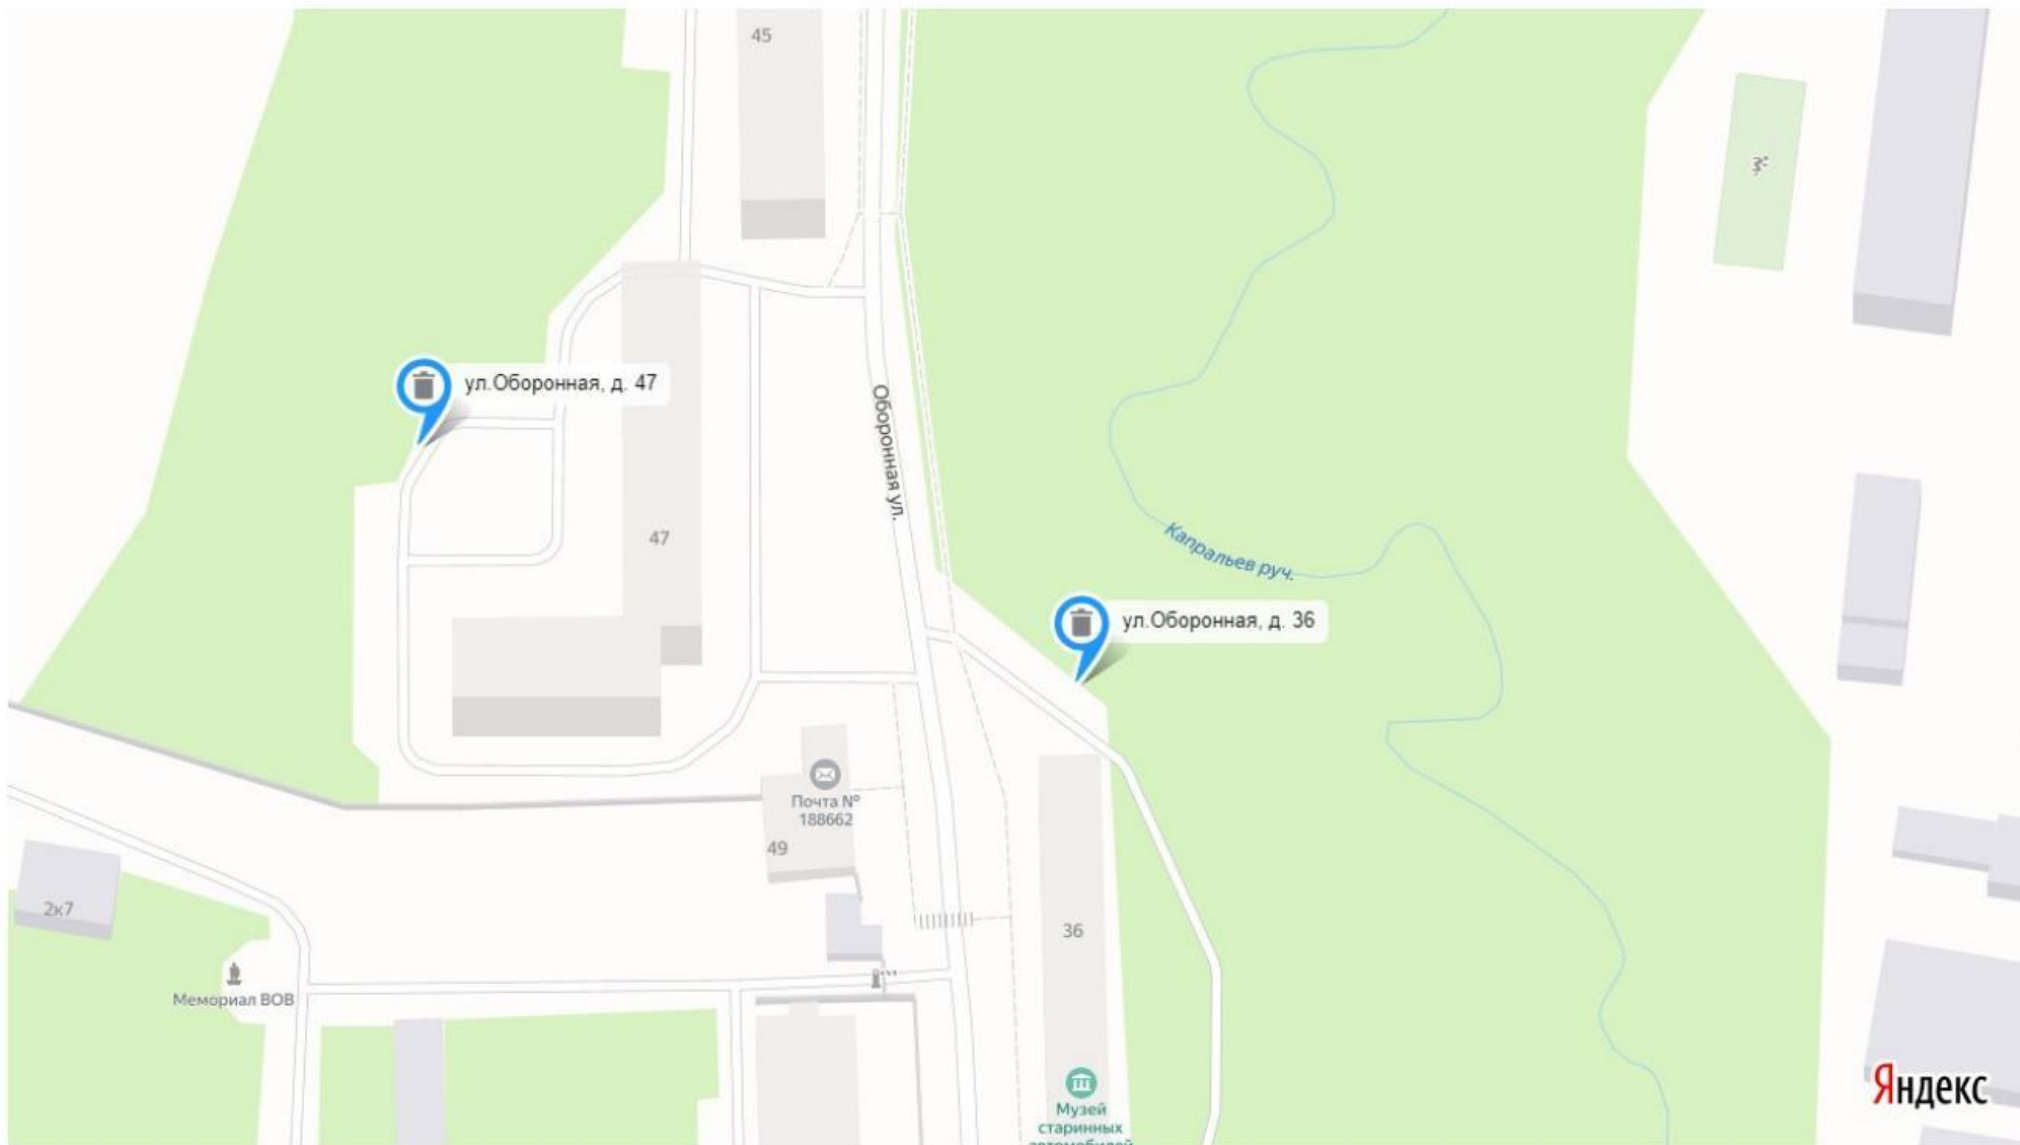 45
ул.Оборонная, д. 47
Оборонная ул.
47
Капральев руч.
ул.Оборонная, д. 36
Почта №
188662
49
2к7
36
Мемориал ВОВ
Музей
старинных
автомобилей
Яндекс